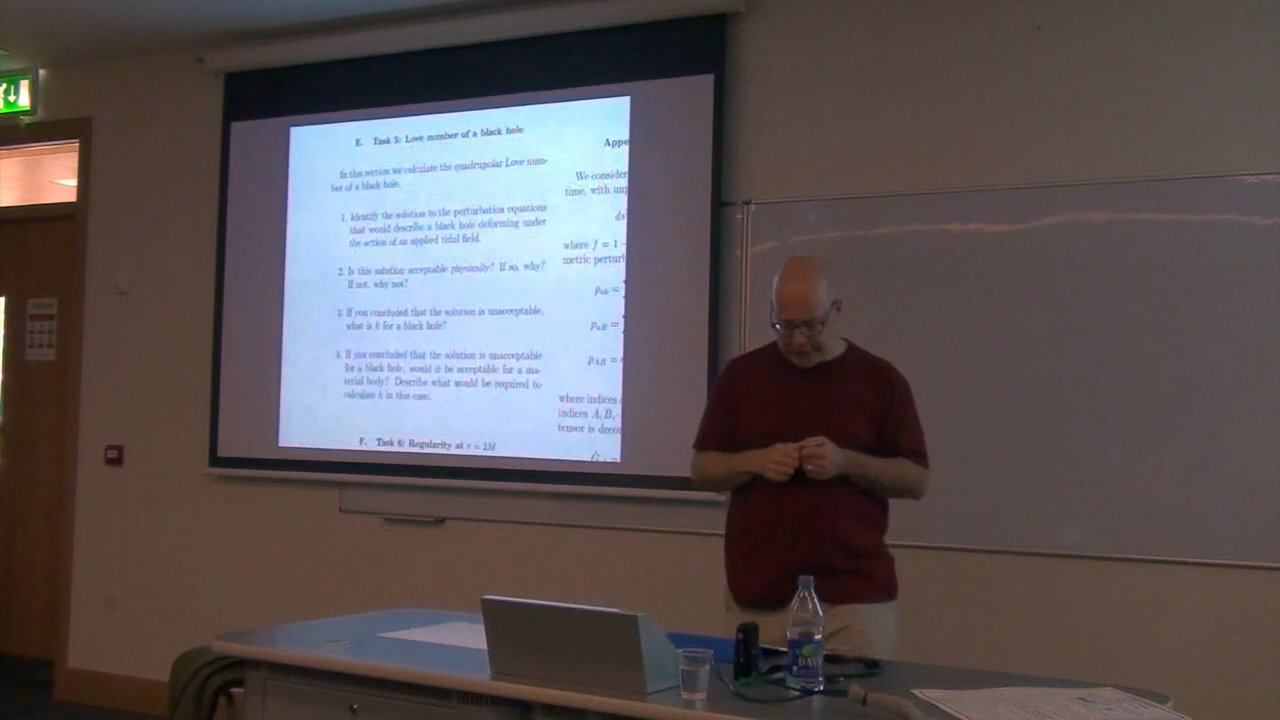 E. Task 5: Love number of a black hole
In this section we calculate the quadrupolar Love num-
ber of a black hole.
1. Identify the solution to the perturbation equations
that would describe a black hole deforming under
the action of an applied tidal field.
2. Is this solution acceptable physically? If so, why?
If not, why not?
3. If you concluded that the solution is unacceptable,
what is k for a black hole?
4. If you concluded that the solution is unacceptable
for a black hole, would it be acceptable for a ma-
terial body? Describe what would be required to
calculate k in this case.
F. Task 6: Regularity at r = 2M
Appe
We consider
time, with unp
ds
where f = 1 -
metric perturb
Pab =
PaB =
PAB =
where indices
indices A, B,
tensor is deco